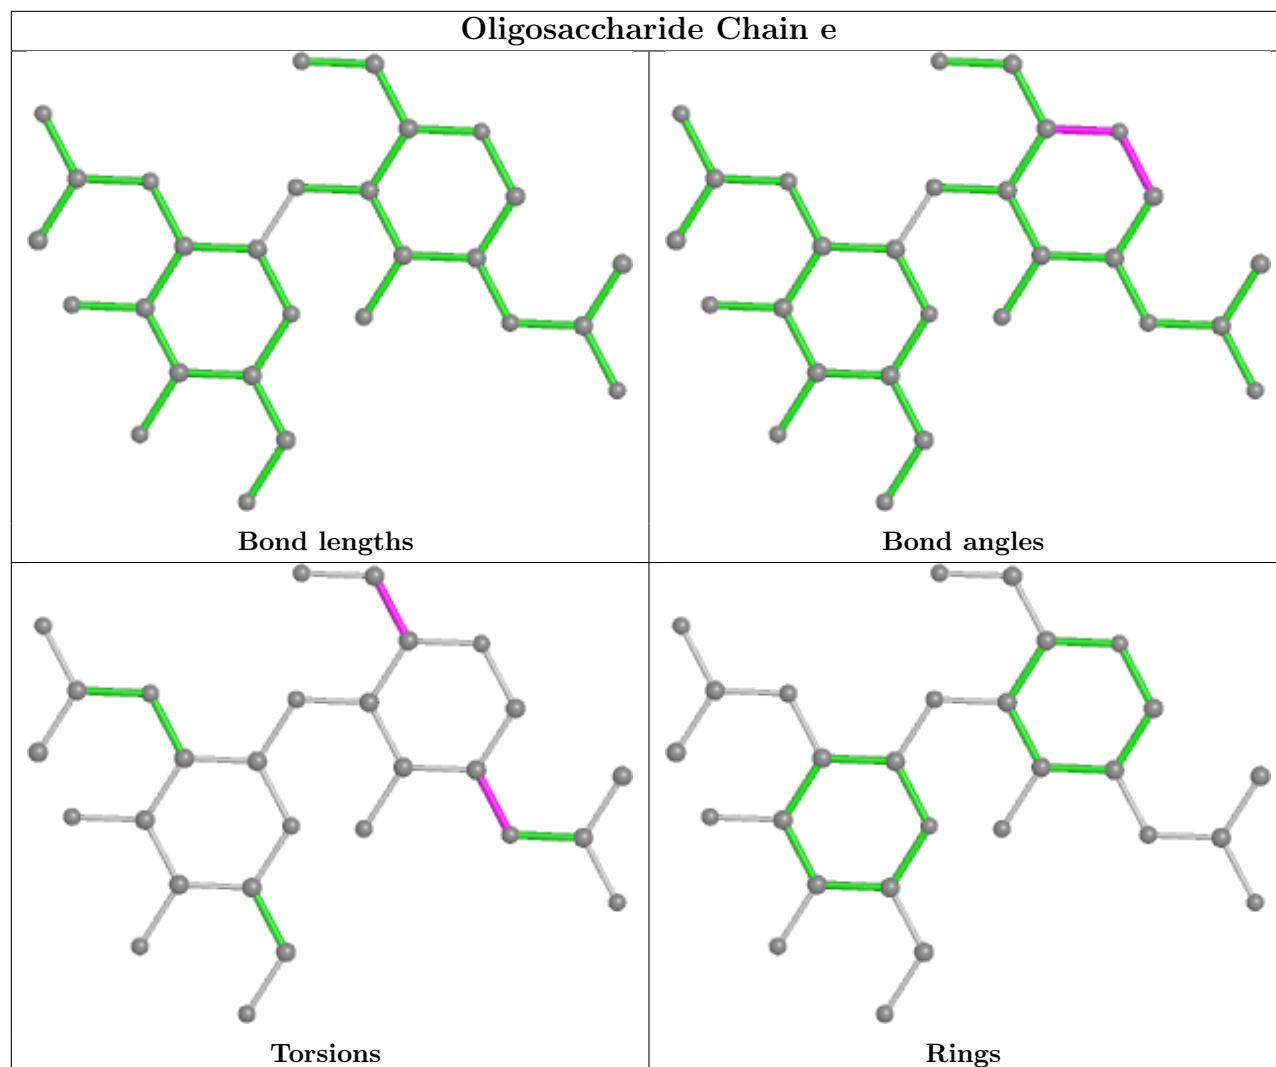 Oligosaccharide Chain e
Bond lengths
Bond angles
Torsions
Rings